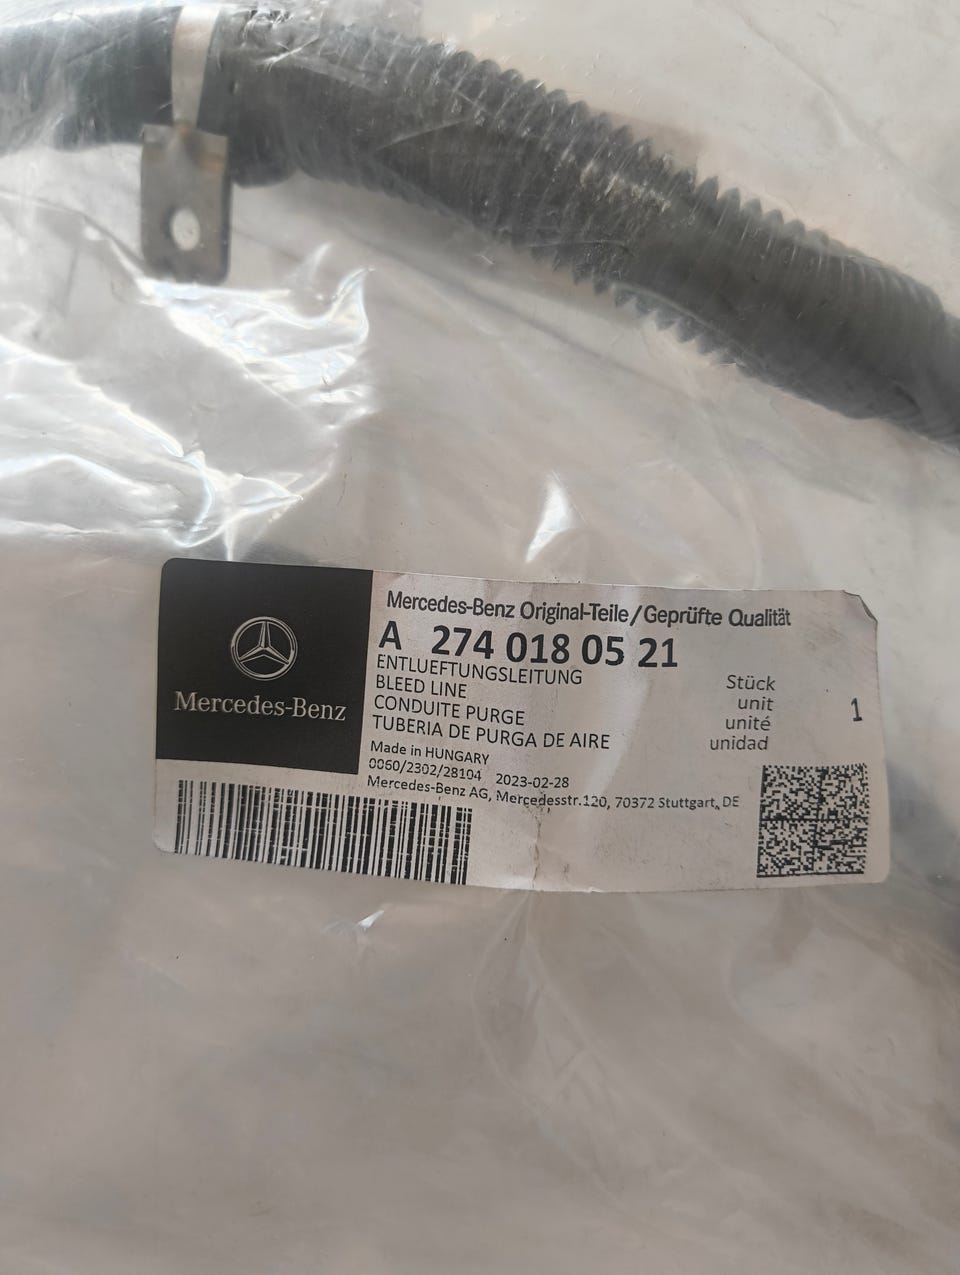 Mercedes-Benz
Mercedes-Benz Original-Teile/Geprüfte Qualität
A 274 018 05 21
ENTLUEFTUNGSLEITUNG
BLEED LINE
CONDUITE PURGE
TUBERIA DE PURGA DE AIRE
Stück
unit
unité
unidad
1
Made in HUNGARY
0060/2302/28104 2023-02-28
Mercedes-Benz AG, Mercedesstr.120, 70372 Stuttgart, DE